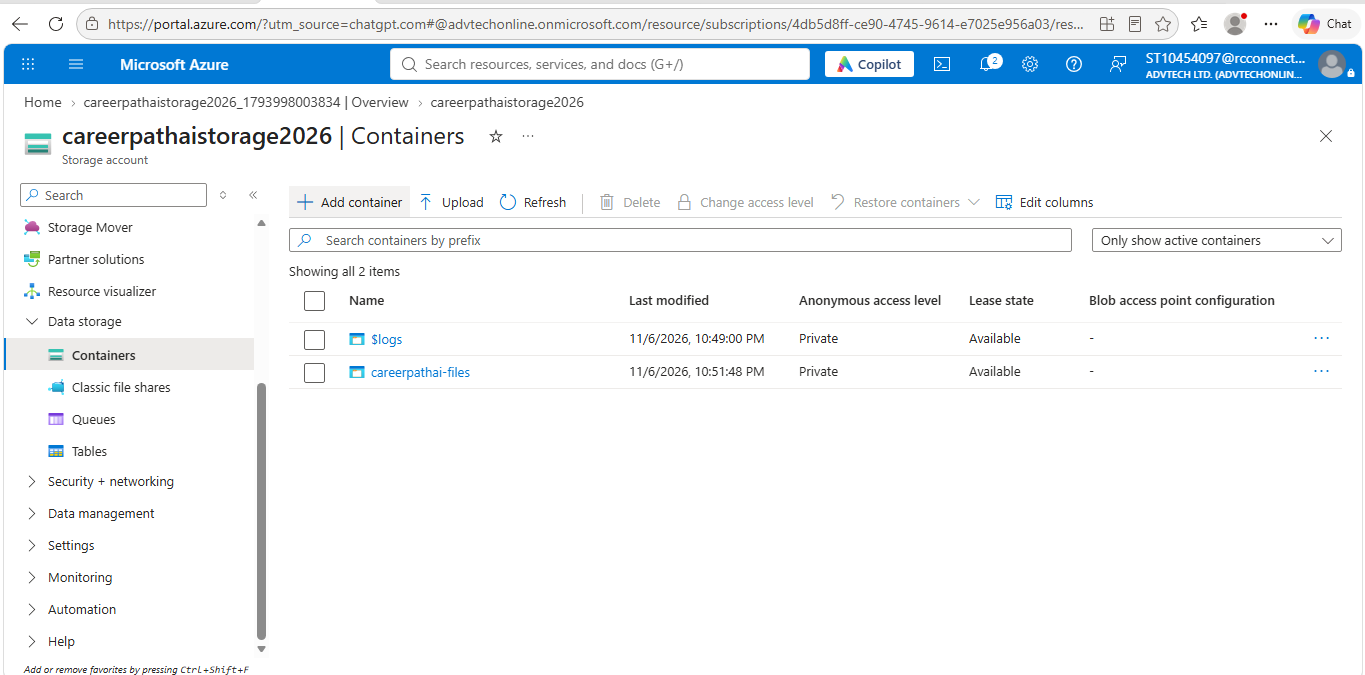 https://portal.azure.com/?utm_source=chatgpt.com#@advtechonline.onmicrosoft.com/resource/subscriptions/4db5d8ff-ce90-4745-9614-e7025e956a03/res...
Chat
Microsoft Azure
Search resources, services, and docs (G+/)
Copilot
2
ST10454097@rcconnect...
ADVTECH LTD. (ADVTECHONLIN...
Home > careerpathaistorage2026_1793998003834 | Overview > careerpathaistorage2026
careerpathaistorage2026 | Containers
Storage account
Search
Storage Mover
Partner solutions
Resource visualizer
Data storage
Containers
Classic file shares
Queues
Tables
Security + networking
Data management
Settings
Monitoring
Automation
Help
Add or remove favorites by pressing Ctrl+Shift+F
Add container Upload Refresh Delete Change access level Restore containers Edit columns
Search containers by prefix
Only show active containers
Showing all 2 items
Name Last modified Anonymous access level Lease state Blob access point configuration
$logs 11/6/2026, 10:49:00 PM Private Available -
careerpathai-files 11/6/2026, 10:51:48 PM Private Available -